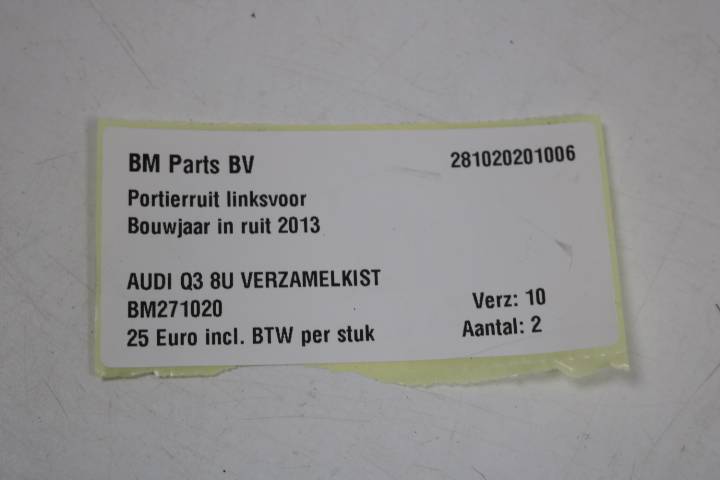 BM Parts BV 281020201006
Portierruit linksvoor
Bouwjaar in ruit 2013
AUDI Q3 8U VERZAMELKIST
BM271020 Verz: 10
25 Euro incl. BTW per stuk Aantal: 2